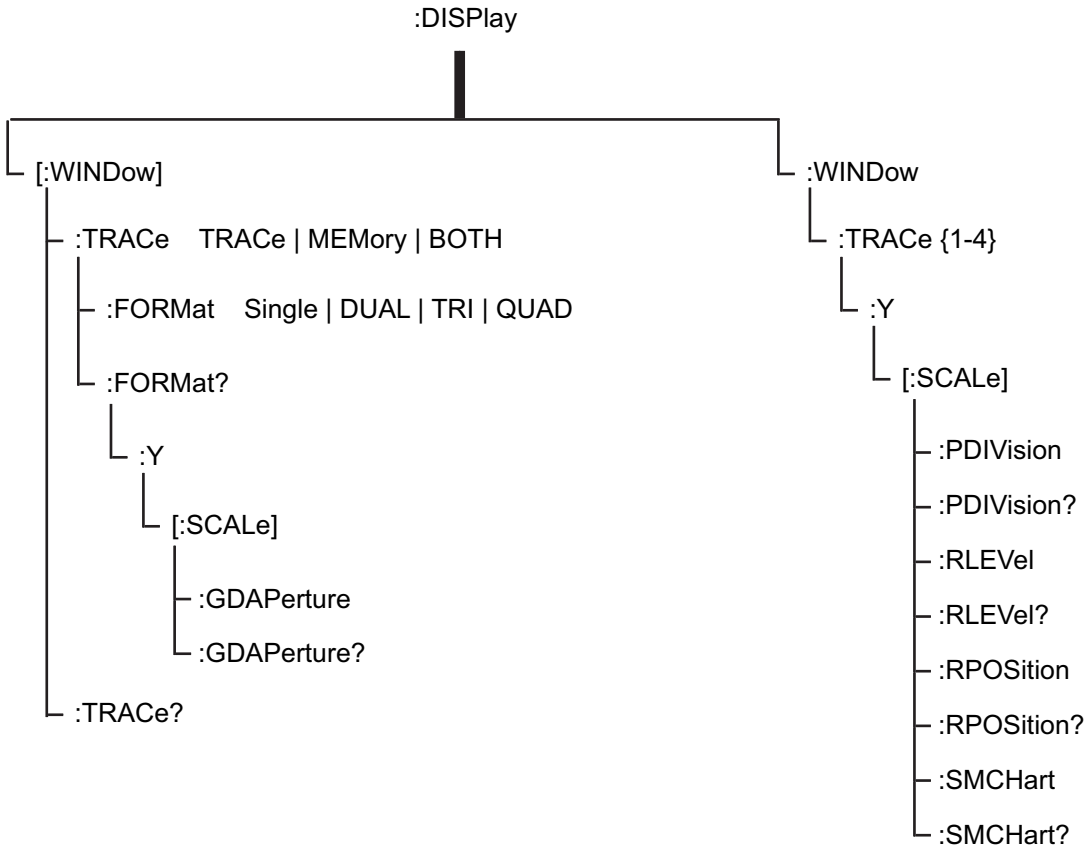 :DISPlay
[:WINDow]
:TRACe TRACe | MEMory | BOTH
:FORMat Single | DUAL | TRI | QUAD
:FORMat?
:Y
[:SCALe]
:GDAPerture
:GDAPerture?
:TRACe?
:WINDow
:TRACe {1-4}
:Y
[:SCALe]
:PDIVision
:PDIVision?
:RLEVel
:RLEVel?
:RPOSition
:RPOSition?
:SMCHart
:SMCHart?